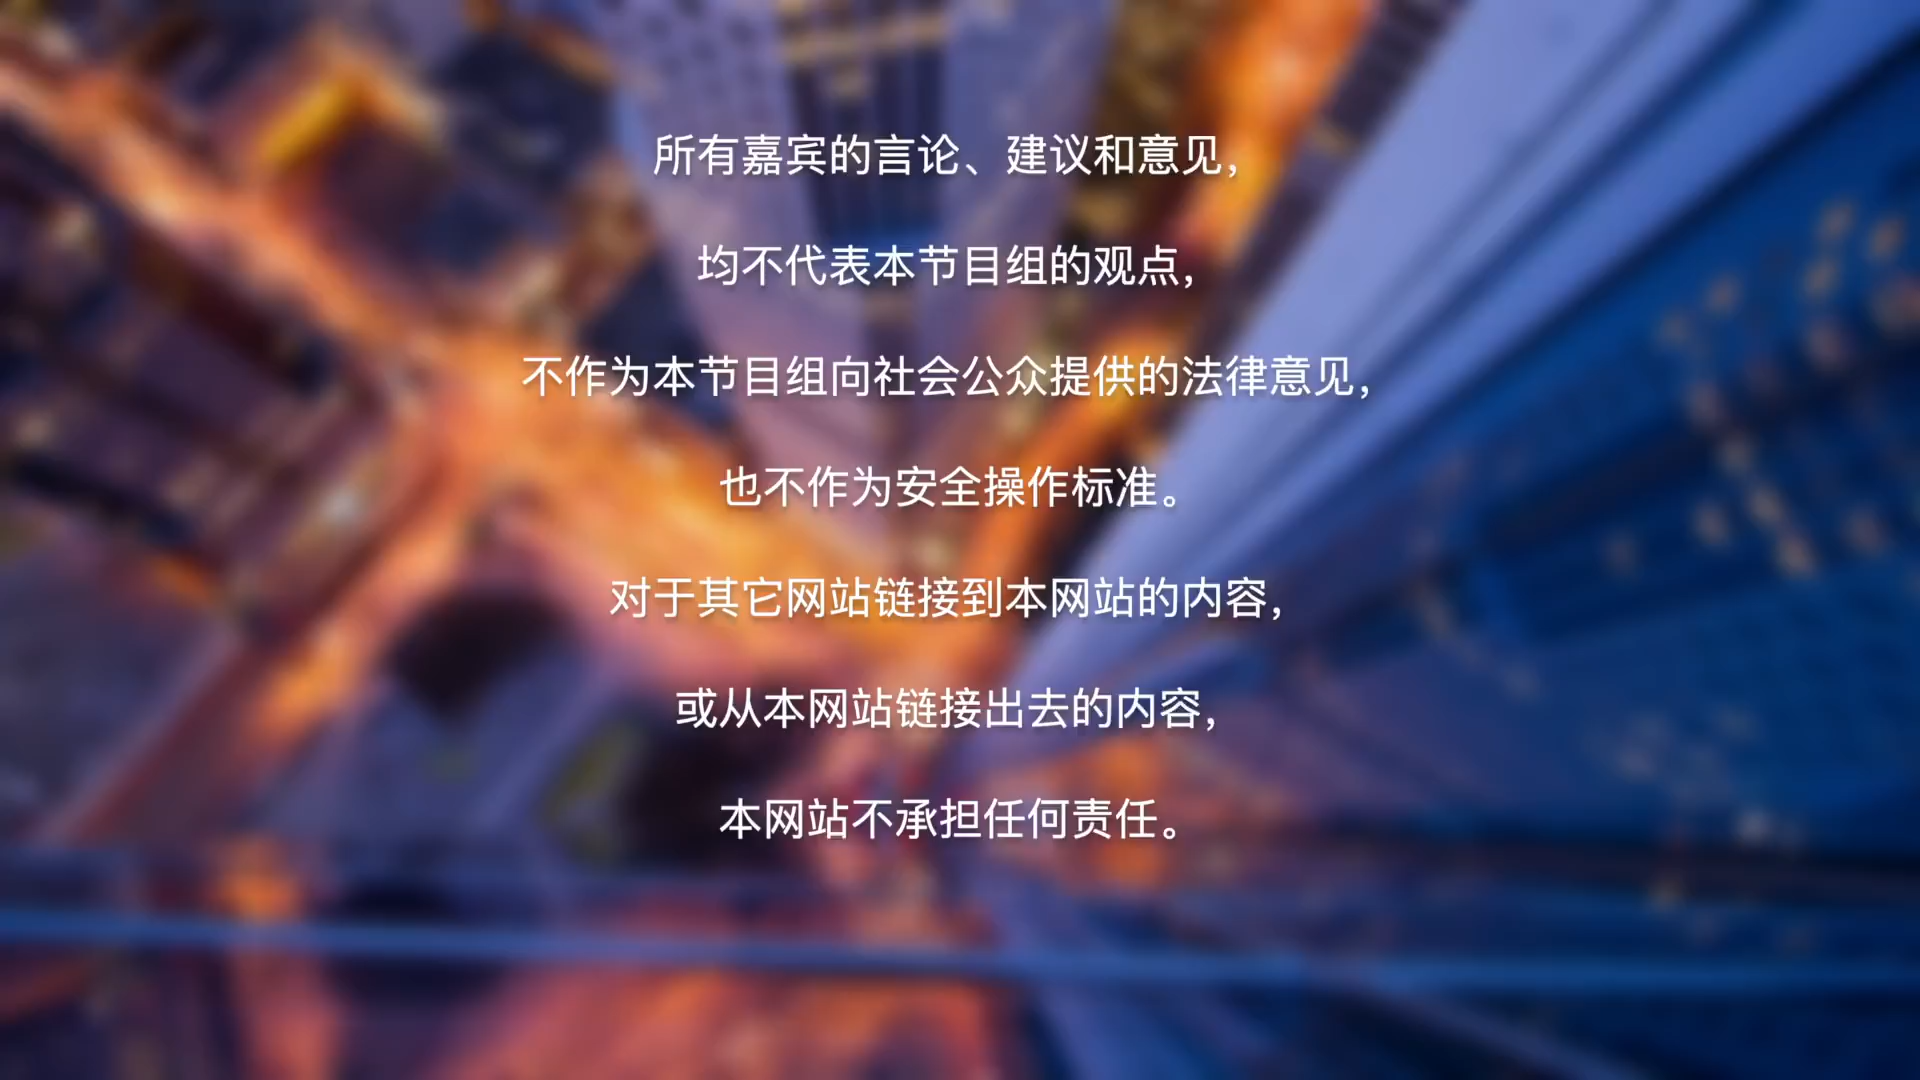 所有嘉宾的言论、建议和意见，
均不代表本节目组的观点，
不作为本节目组向社会公众提供的法律意见，
也不作为安全操作标准。
对于其它网站链接到本网站的内容，
或从本网站链接出去的内容，
本网站不承担任何责任。